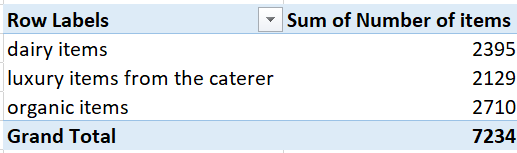 Row Labels Sum of Number of items
dairy items 2395
luxury items from the caterer 2129
organic items 2710
Grand Total 7234